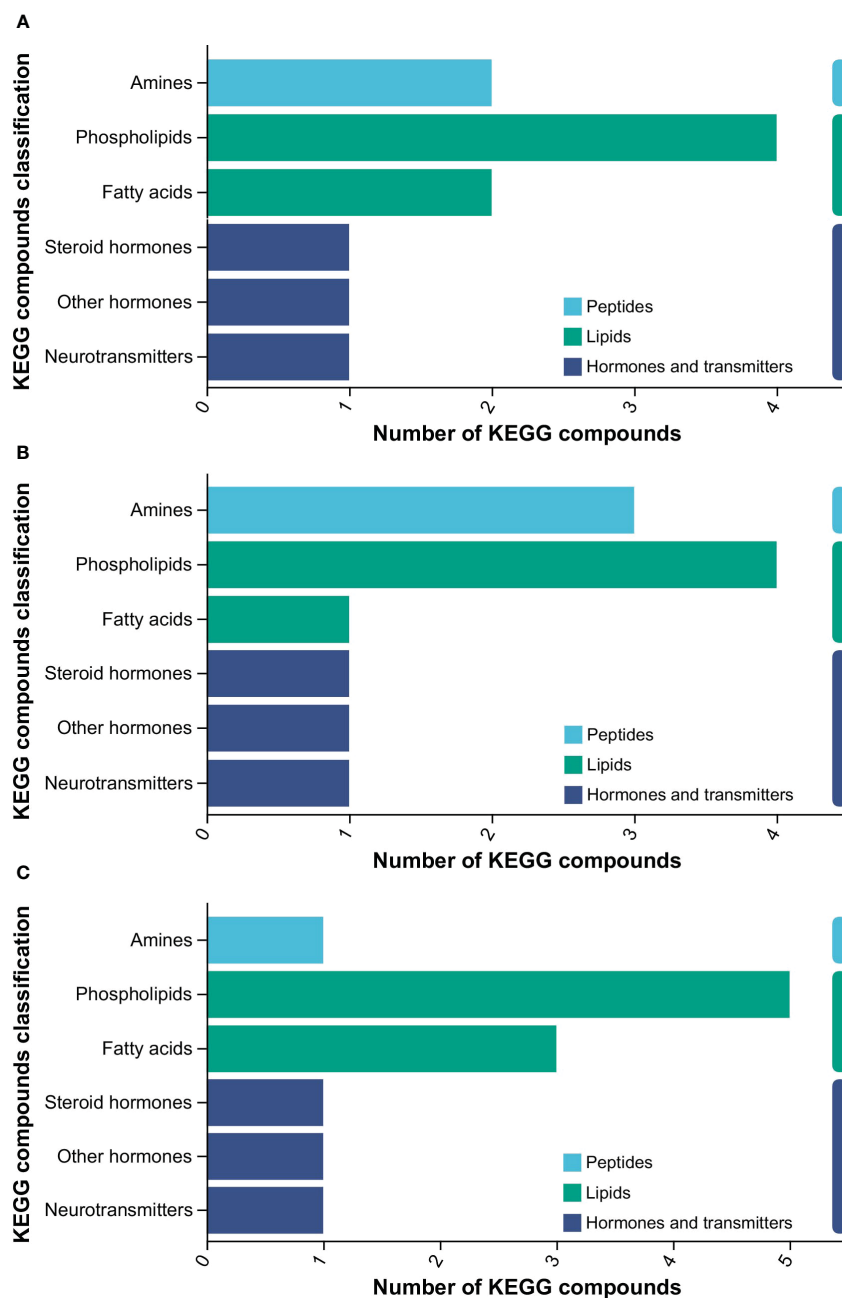 A
KEGG compounds classification
Amines
Phospholipids
Fatty acids
Steroid hormones
Other hormones
Neurotransmitters
Peptides
Lipids
Hormones and transmitters
0 1 2 3 4
Number of KEGG compounds
B
KEGG compounds classification
Amines
Phospholipids
Fatty acids
Steroid hormones
Other hormones
Neurotransmitters
Peptides
Lipids
Hormones and transmitters
0 1 2 3 4
Number of KEGG compounds
C
KEGG compounds classification
Amines
Phospholipids
Fatty acids
Steroid hormones
Other hormones
Neurotransmitters
Peptides
Lipids
Hormones and transmitters
0 1 2 3 4 5
Number of KEGG compounds